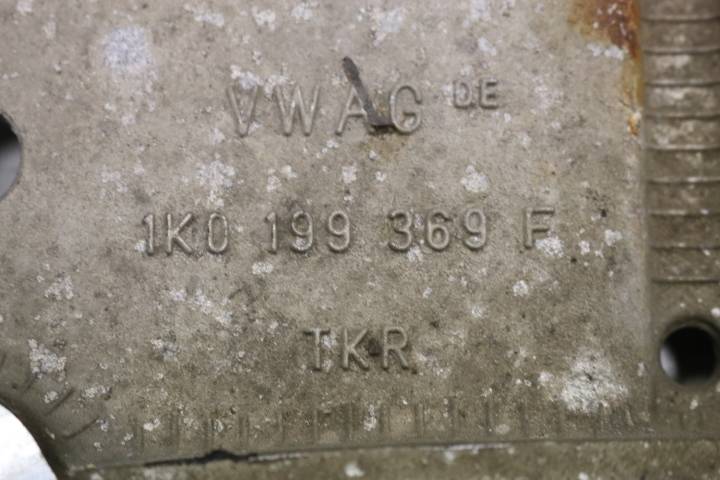 VWAG DE
1K0 199 369 F
TKR